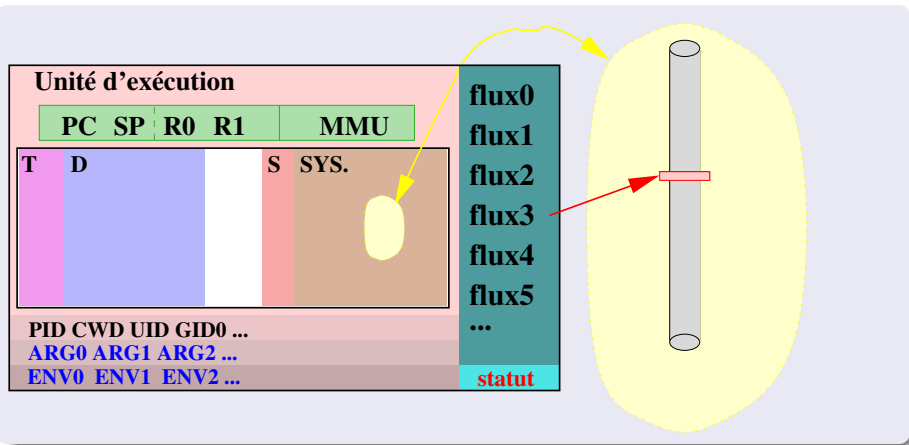 Unité d'exécution
PC SP R0 R1 MMU
T D S SYS.
PID CWD UID GID0 ...
ARG0 ARG1 ARG2 ...
ENV0 ENV1 ENV2 ...
flux0
flux1
flux2
flux3
flux4
flux5
...
statut